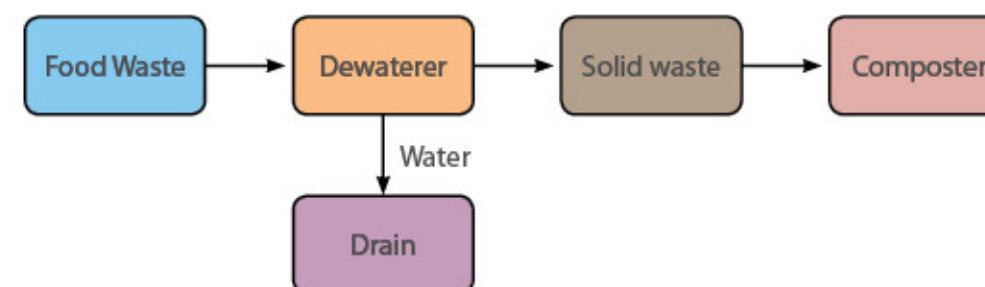 Food Waste
Dewaterer
Solid waste
Composter
Water
Drain